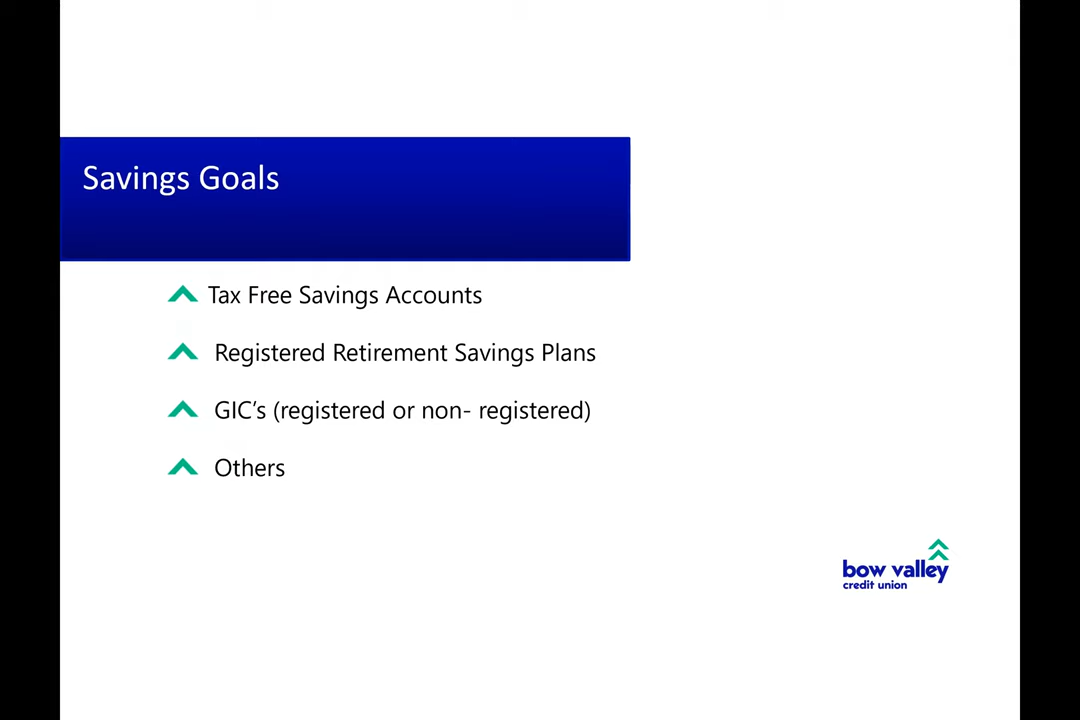 Savings Goals
Tax Free Savings Accounts
Registered Retirement Savings Plans
GIC’s (registered or non- registered)
Others
bow valley
credit union